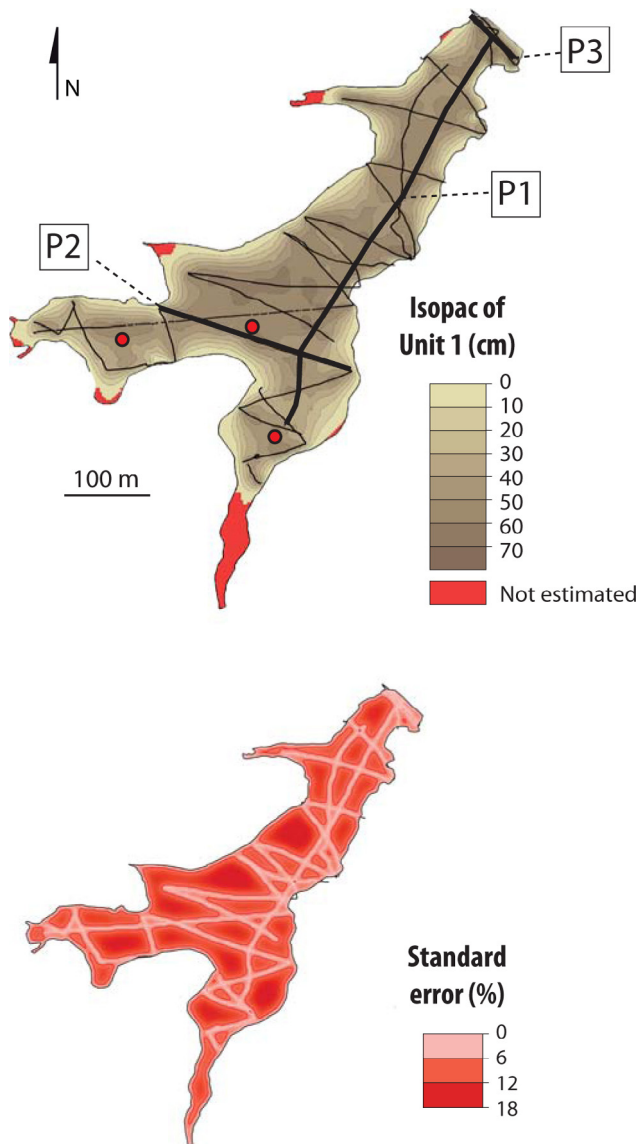 N
P3
P1
P2
Isopac of
Unit 1 (cm)
0
10
20
30
40
50
60
70
100 m
Not estimated
Standard
error (%)
0
6
12
18